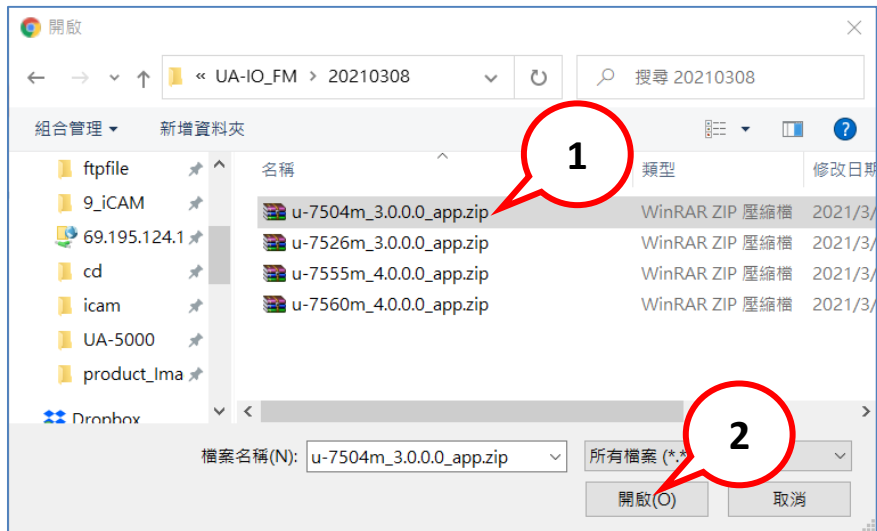 開啟
« UA-IO_FM > 20210308
搜尋 20210308
組合管理
新增資料夾
1
名稱
類型
修改日期
ftpfile
9_iCAM
69.195.124.1
cd
icam
UA-5000
product_Ima
Dropbox
u-7504m_3.0.0.0_app.zip WinRAR ZIP 壓縮檔 2021/3/
u-7526m_3.0.0.0_app.zip WinRAR ZIP 壓縮檔 2021/3/
u-7555m_4.0.0.0_app.zip WinRAR ZIP 壓縮檔 2021/3/
u-7560m_4.0.0.0_app.zip WinRAR ZIP 壓縮檔 2021/3/
2
檔案名稱(N): u-7504m_3.0.0.0_app.zip
所有檔案 (*.*
開啟(O)
取消